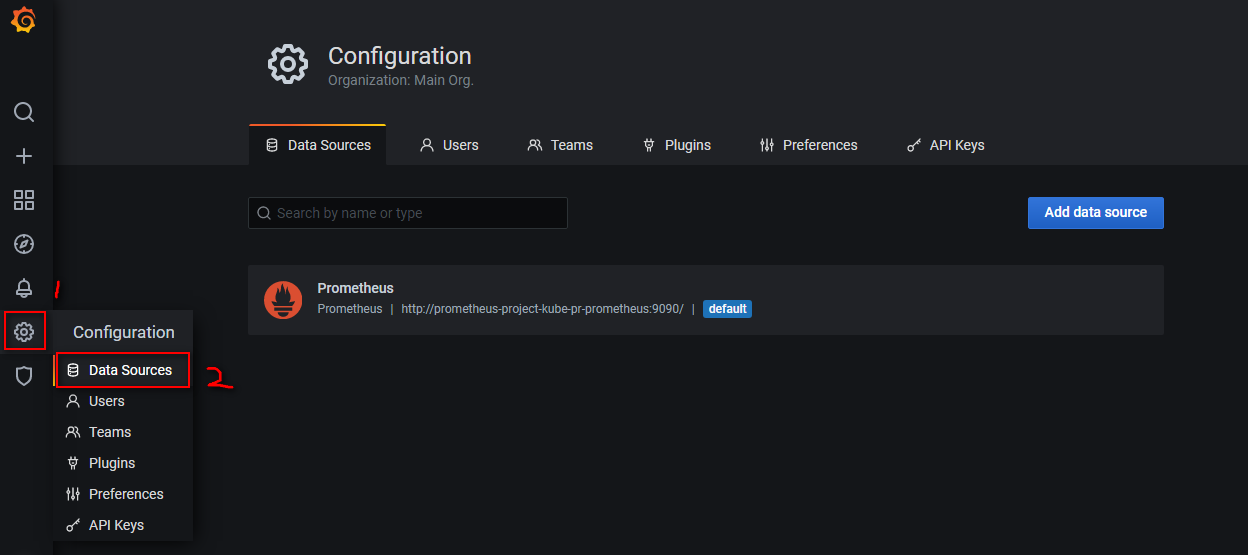 Configuration
Organization: Main Org.
Data Sources Users Teams Plugins Preferences API Keys
Search by name or type Add data source
Prometheus
Prometheus | http://prometheus-project-kube-pr-prometheus:9090/ | default
1
Configuration
Data Sources 2
Users
Teams
Plugins
Preferences
API Keys